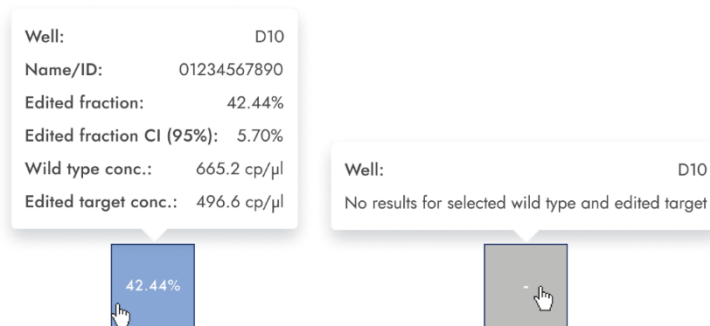 Well: D10
Name/ID: 01234567890
Edited fraction: 42.44%
Edited fraction CI (95%): 5.70%
Wild type conc.: 665.2 cp/µl
Edited target conc.: 496.6 cp/µl
42.44%
Well: D10
No results for selected wild type and edited target
-